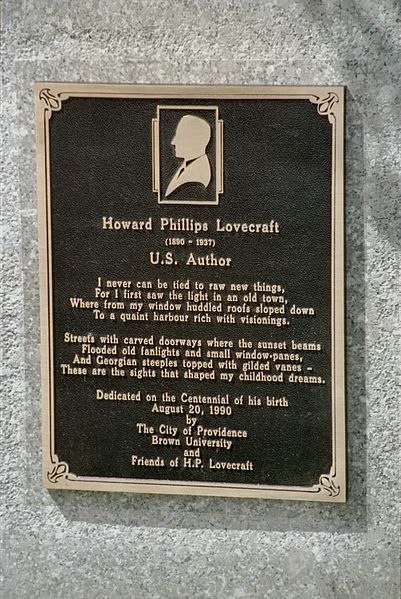 Howard Phillips Lovecraft
(1890 - 1937)
U.S. Author
I never can be tied to raw new things,
For I first saw the light in an old town,
Where from my window huddled roofs sloped down
To a quaint harbour rich with visionings.
Streets with carved doorways where the sunset beams
Flooded old fanlights and small window-panes,
And Georgian steeples topped with gilded vanes –
These are the sights that shaped my childhood dreams.
Dedicated on the Centennial of his birth
August 20, 1990
by
The City of Providence
Brown University
and
Friends of H.P. Lovecraft